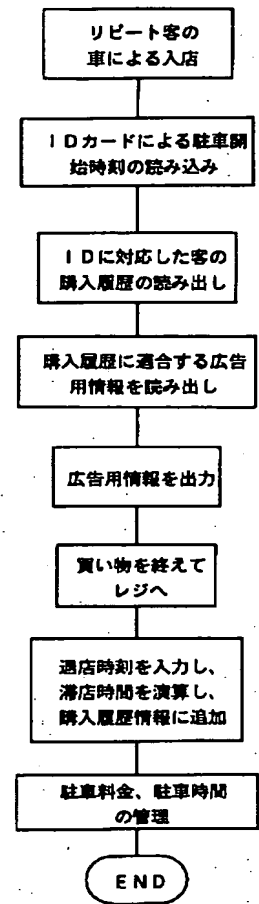 リピート客の
車による入店
IDカードによる駐車開
始時刻の読み込み
IDに対応した客の
購入履歴の読み出し
購入履歴に適合する広告
用情報を読み出し
広告用情報を出力
買い物を終えて
レジへ
退店時刻を入力し、
滞店時間を演算し、
購入履歴情報に追加
駐車料金、駐車時間
の管理
END